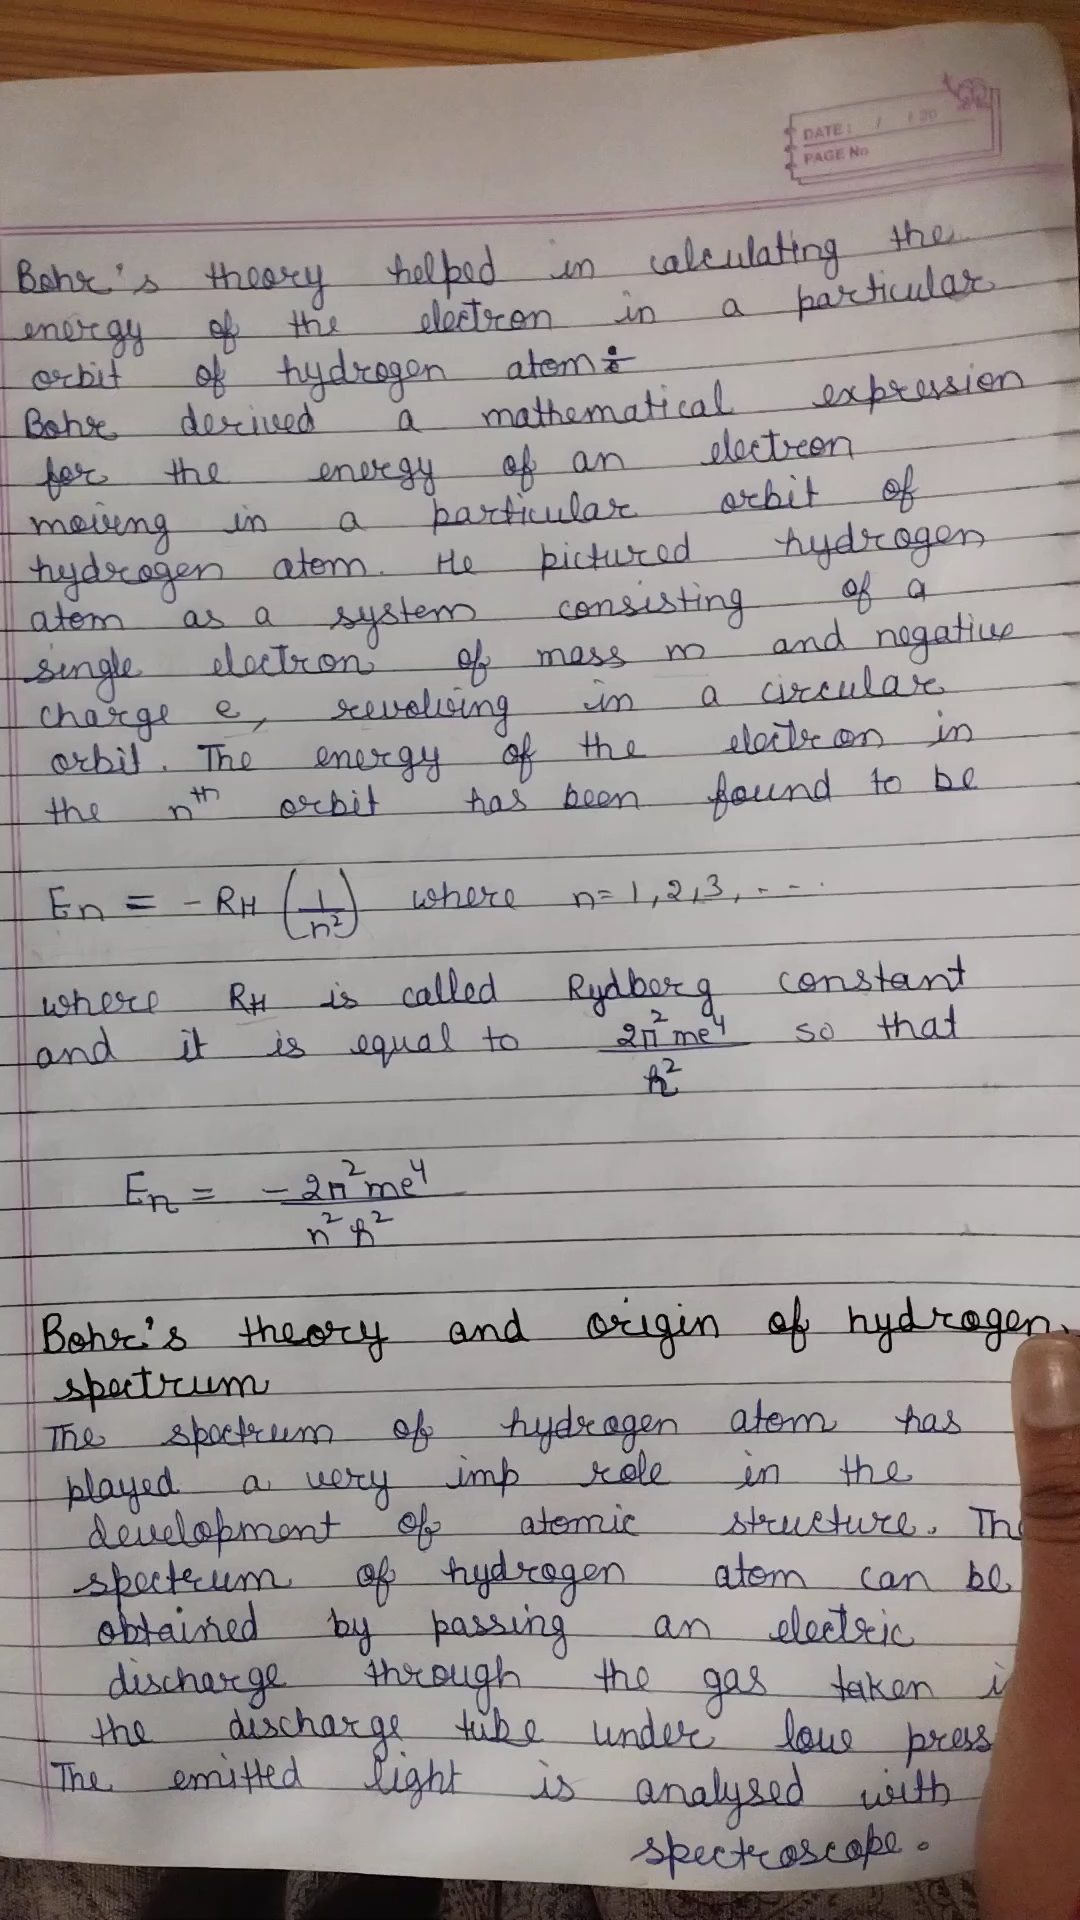 DATE: / / 20
PAGE No
Bohr's theory helped in calculating the
energy of the electron in a particular
orbit of hydrogen atom:
Bohr derived a mathematical expression
for the energy of an electron
moving in a particular orbit of
hydrogen atom. He pictured hydrogen
atom as a system consisting of a
single electron of mass m and negative
charge e, revolving in a circular
orbit. The energy of the electron in
the nth orbit has been found to be
En = -RH (1/n²) where n=1,2,3,----
where RH is called Rydberg constant
and it is equal to 2π²me⁴/h² so that
En = -2π²me⁴/n²h²
Bohr's theory and origin of hydrogen
spectrum
The spectrum of hydrogen atom has
played a very imp role in the
development of atomic structure. Th
spectrum of hydrogen atom can be
obtained by passing an electric
discharge through the gas taken i
the discharge tube under low press
The emitted light is analysed with
spectroscope.